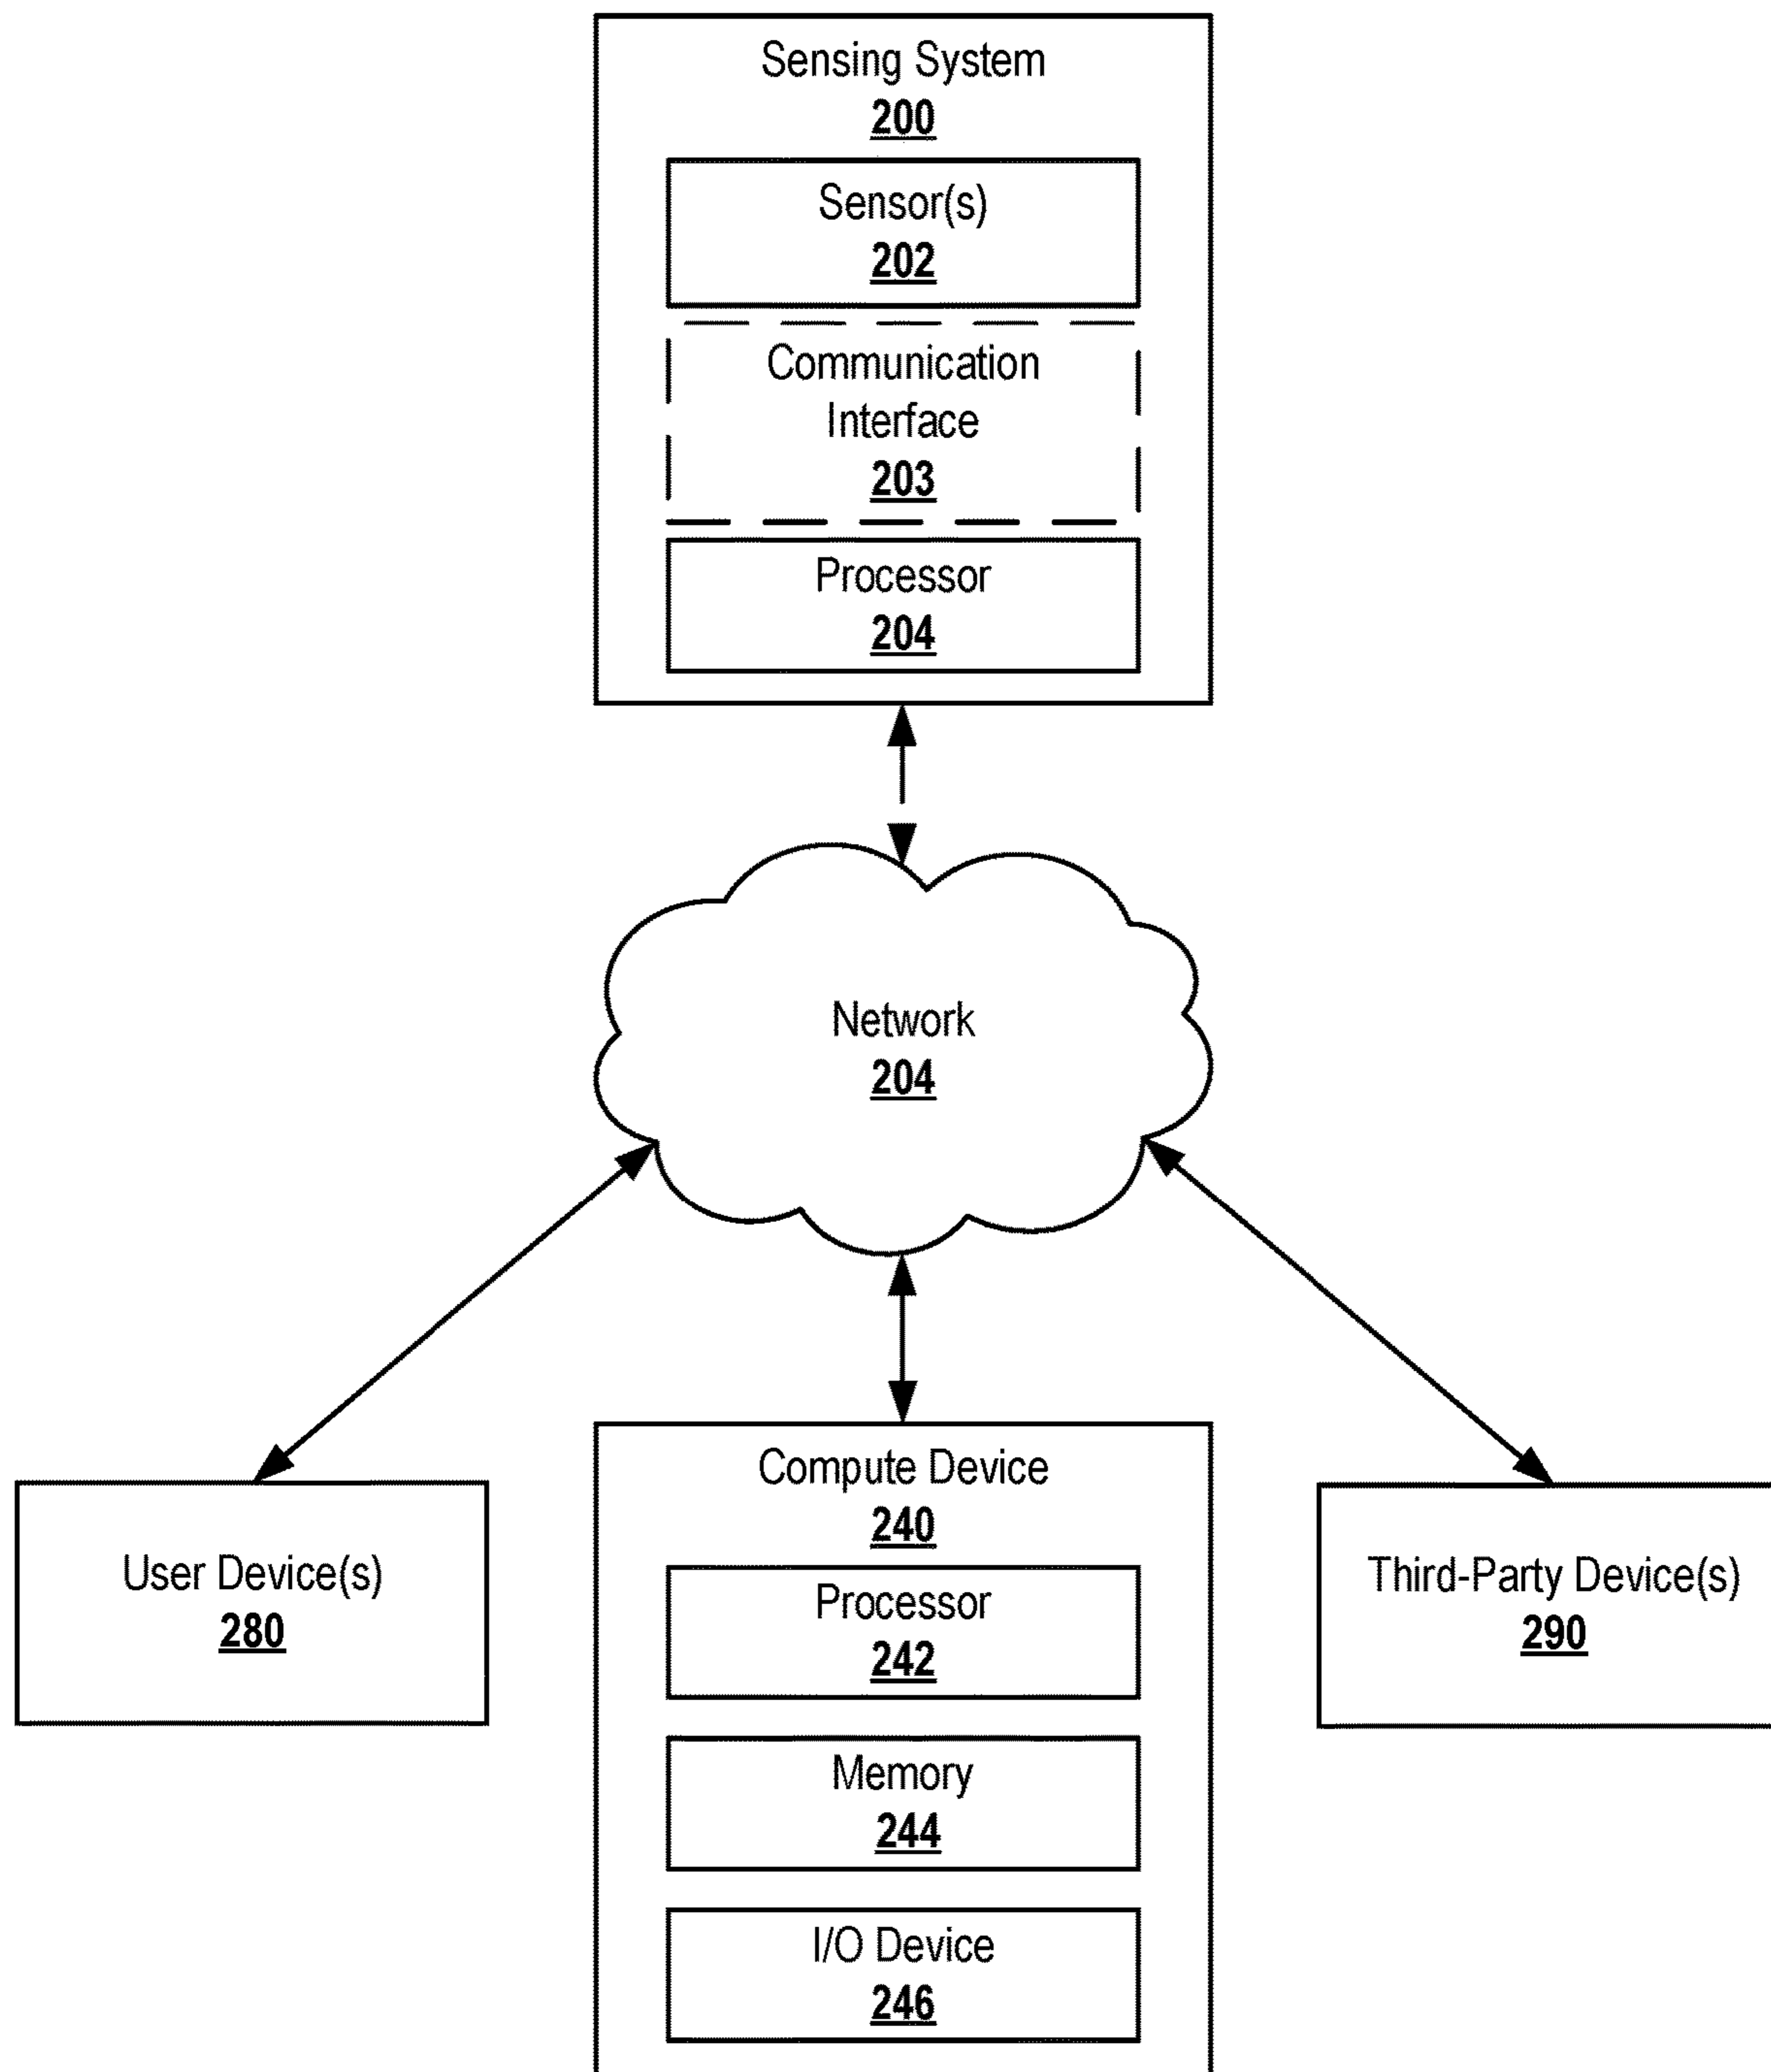 Sensing System
200
Sensor(s)
202
Communication
Interface
203
Processor
204
Network
204
User Device(s)
280
Compute Device
240
Processor
242
Memory
244
I/O Device
246
Third-Party Device(s)
290